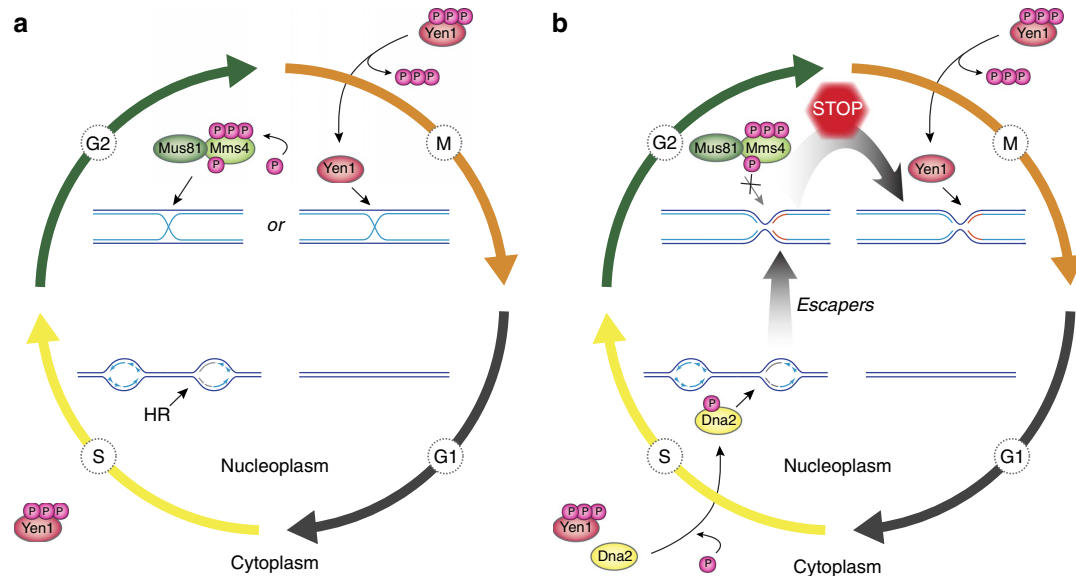 a
P P P
Yen1
P P P
G2
P P P
Mus81 Mms4
P
P
Yen1
M
or
HR
S
G1
Nucleoplasm
P P P
Yen1
Cytoplasm
b
P P P
Yen1
P P P
STOP
G2
P P P
Mus81 Mms4
P
Yen1
M
Escapers
P
Dna2
S
G1
Nucleoplasm
P P P
Yen1
Dna2
P
Cytoplasm